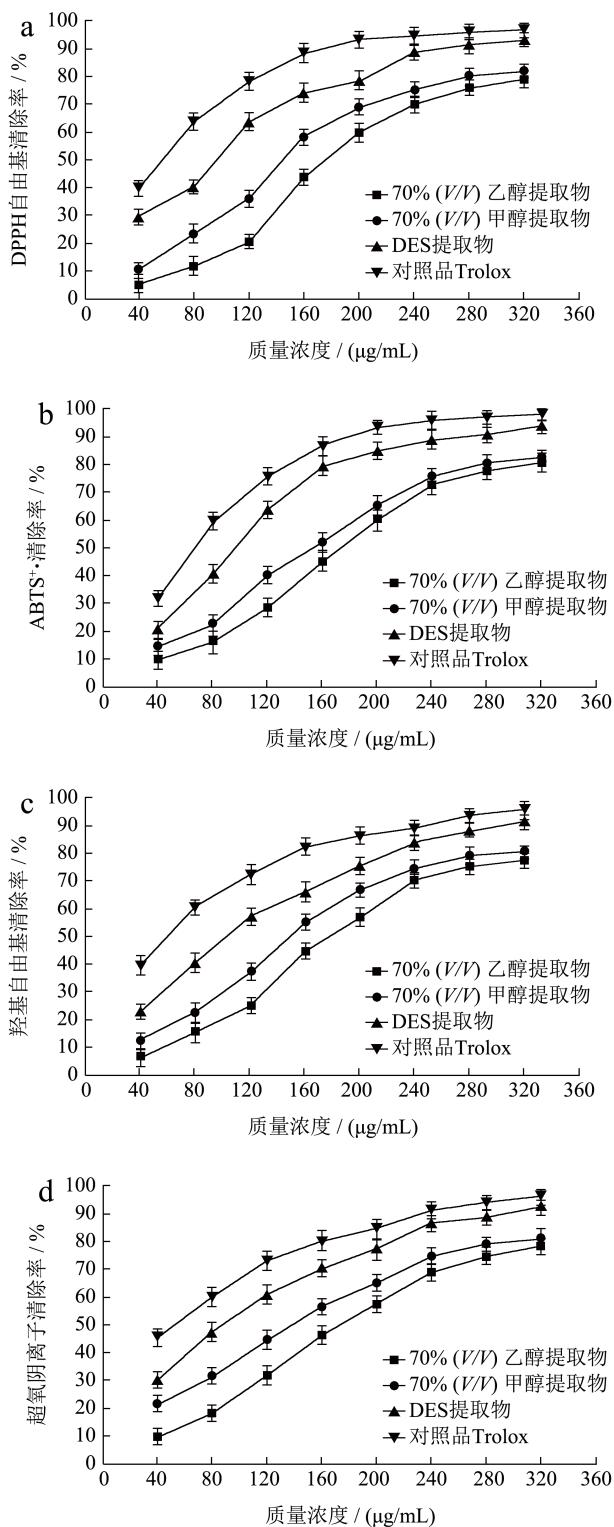 a
100
90
80
70
60
50
40
30
20
10
0
DPPH自由基清除率 / %
70% (V/V) 乙醇提取物
70% (V/V) 甲醇提取物
DES提取物
对照品Trolox
0 40 80 120 160 200 240 280 320 360
质量浓度 / (μg/mL)
b
100
90
80
70
60
50
40
30
20
10
0
ABTS⁺·清除率 / %
70% (V/V) 乙醇提取物
70% (V/V) 甲醇提取物
DES提取物
对照品Trolox
0 40 80 120 160 200 240 280 320 360
质量浓度 / (μg/mL)
c
100
90
80
70
60
50
40
30
20
10
0
羟基自由基清除率 / %
70% (V/V) 乙醇提取物
70% (V/V) 甲醇提取物
DES提取物
对照品Trolox
0 40 80 120 160 200 240 280 320 360
质量浓度 / (μg/mL)
d
100
90
80
70
60
50
40
30
20
10
0
超氧阴离子清除率 / %
70% (V/V) 乙醇提取物
70% (V/V) 甲醇提取物
DES提取物
对照品Trolox
0 40 80 120 160 200 240 280 320 360
质量浓度 / (μg/mL)